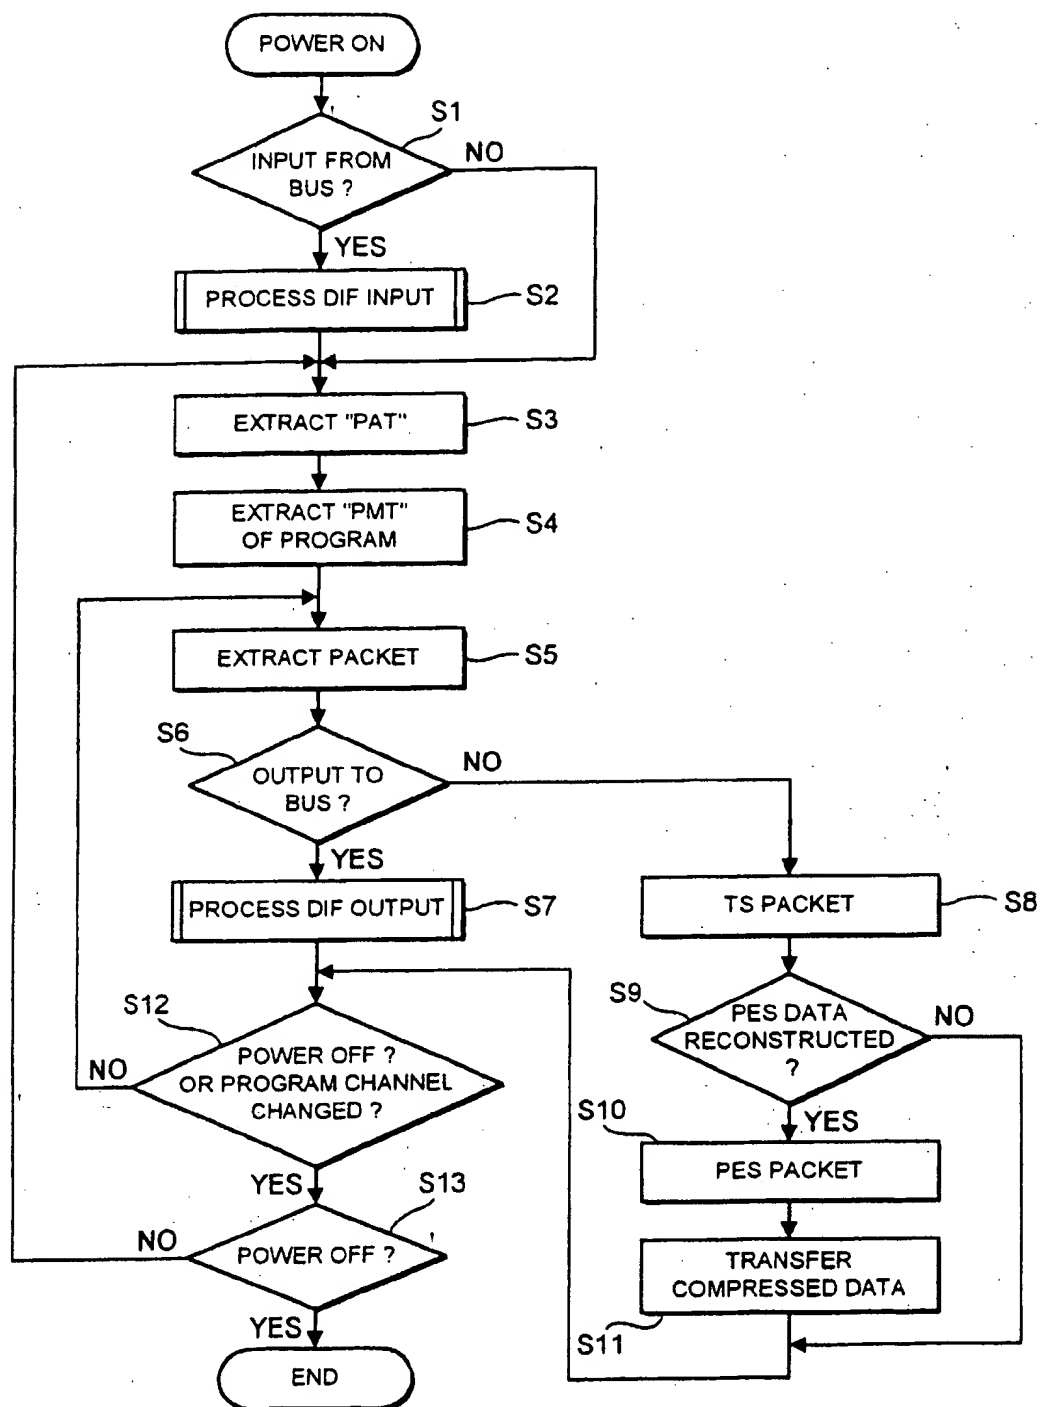 POWER ON
S1
INPUT FROM
BUS ?
NO
YES
PROCESS DIF INPUT
S2
EXTRACT "PAT"
S3
EXTRACT "PMT"
OF PROGRAM
S4
EXTRACT PACKET
S5
S6
OUTPUT TO
BUS ?
NO
YES
PROCESS DIF OUTPUT
S7
TS PACKET
S8
S9
PES DATA
RECONSTRUCTED
?
NO
YES
S10
PES PACKET
TRANSFER
COMPRESSED DATA
S11
S12
POWER OFF ?
OR PROGRAM CHANNEL
CHANGED ?
NO
YES
S13
POWER OFF ?
NO
YES
END